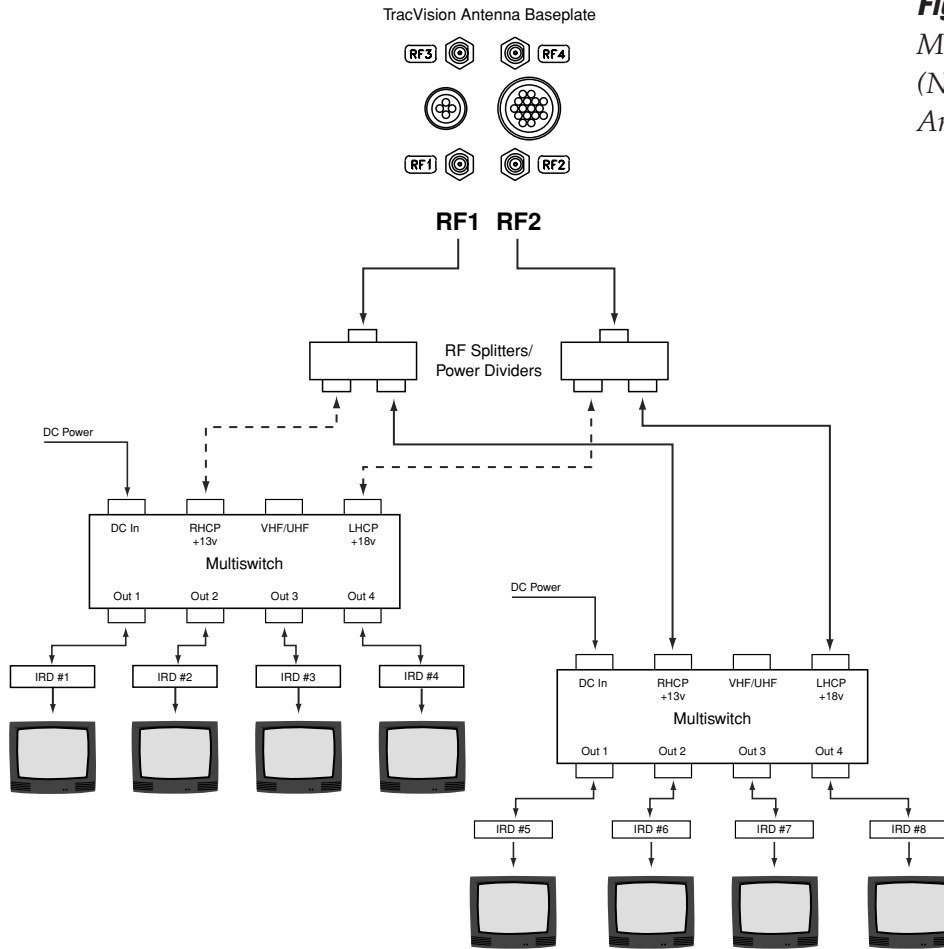 TracVision Antenna Baseplate
RF3
RF4
RF1
RF2
RF1 RF2
RF Splitters/
Power Dividers
DC Power
DC In
RHCP
+13v
VHF/UHF
LHCP
+18v
Multiswitch
Out 1
Out 2
Out 3
Out 4
IRD #1
IRD #2
IRD #3
IRD #4
DC Power
DC In
RHCP
+13v
VHF/UHF
LHCP
+18v
Multiswitch
Out 1
Out 2
Out 3
Out 4
IRD #5
IRD #6
IRD #7
IRD #8